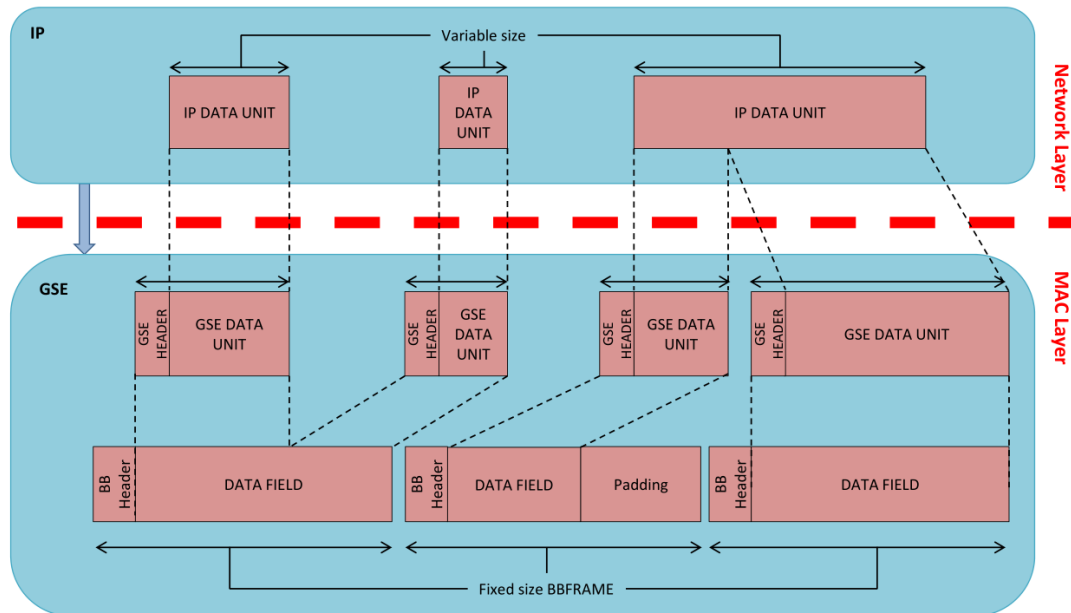 IP
Variable size
IP DATA UNIT
IP
DATA
UNIT
IP DATA UNIT
Network Layer
GSE
MAC Layer
GSE
HEADER
GSE DATA
UNIT
GSE
HEADER
GSE DATA
UNIT
GSE
HEADER
GSE DATA
UNIT
GSE
HEADER
GSE DATA UNIT
BB
Header
DATA FIELD
BB
Header
DATA FIELD
Padding
BB
Header
DATA FIELD
Fixed size BBFRAME